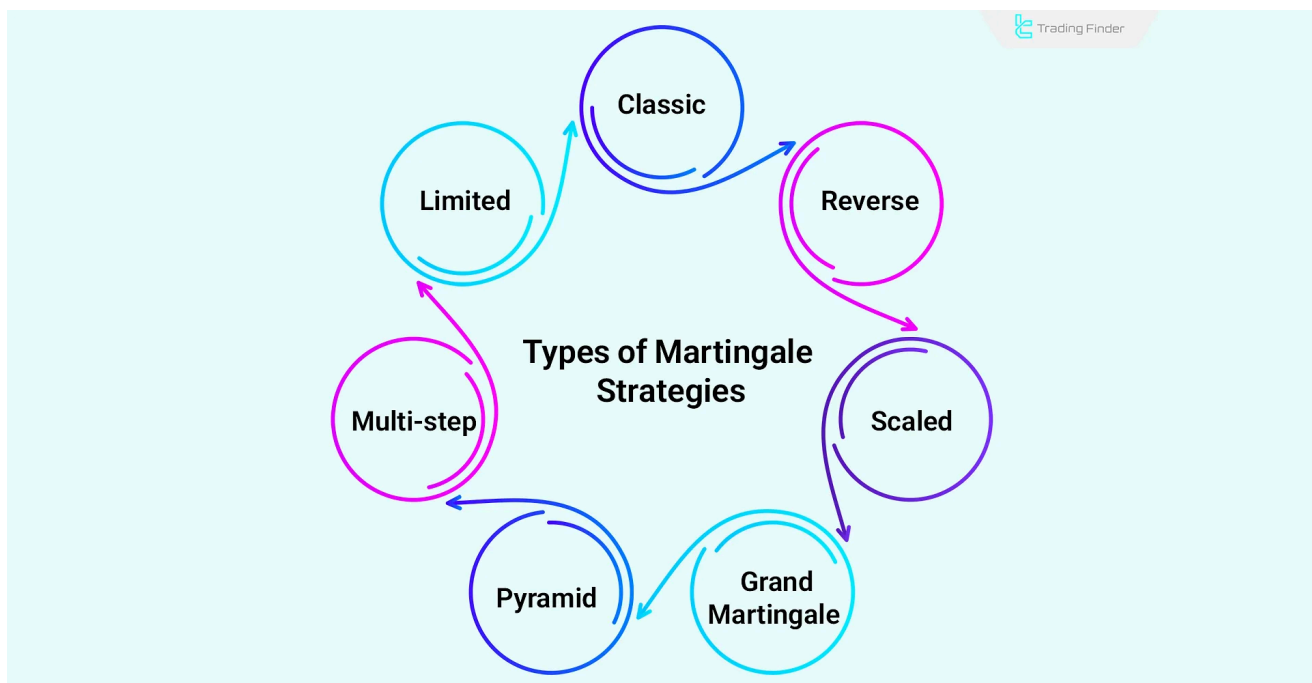 Trading Finder
Classic
Limited
Reverse
Types of Martingale
Strategies
Multi-step
Scaled
Pyramid
Grand
Martingale